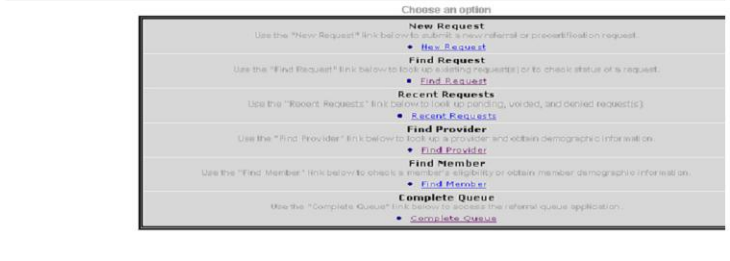 Choose an option
New Request
Use the "New Request" link below to submit a new referral or precertification request.
New Request
Find Request
Use the "Find Request" link below to look up existing request(s) or to check status of a request.
Find Request
Recent Requests
Use the "Recent Requests" link below to look up pending, voided, and denied request(s)
Recent Requests
Find Provider
Use the "Find Provider" link below to look up a provider and obtain demographic information.
Find Provider
Find Member
Use the "Find Member" link below to check a member's eligibility or obtain member demographic information.
Find Member
Complete Queue
Use the "Complete Queue" link below to access the referral queue application.
Complete Queue